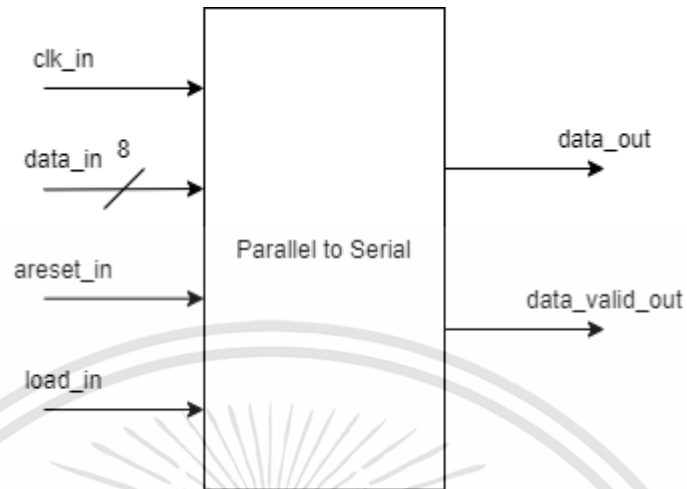 clk_in
data_in
8
areset_in
load_in
Parallel to Serial
data_out
data_valid_out